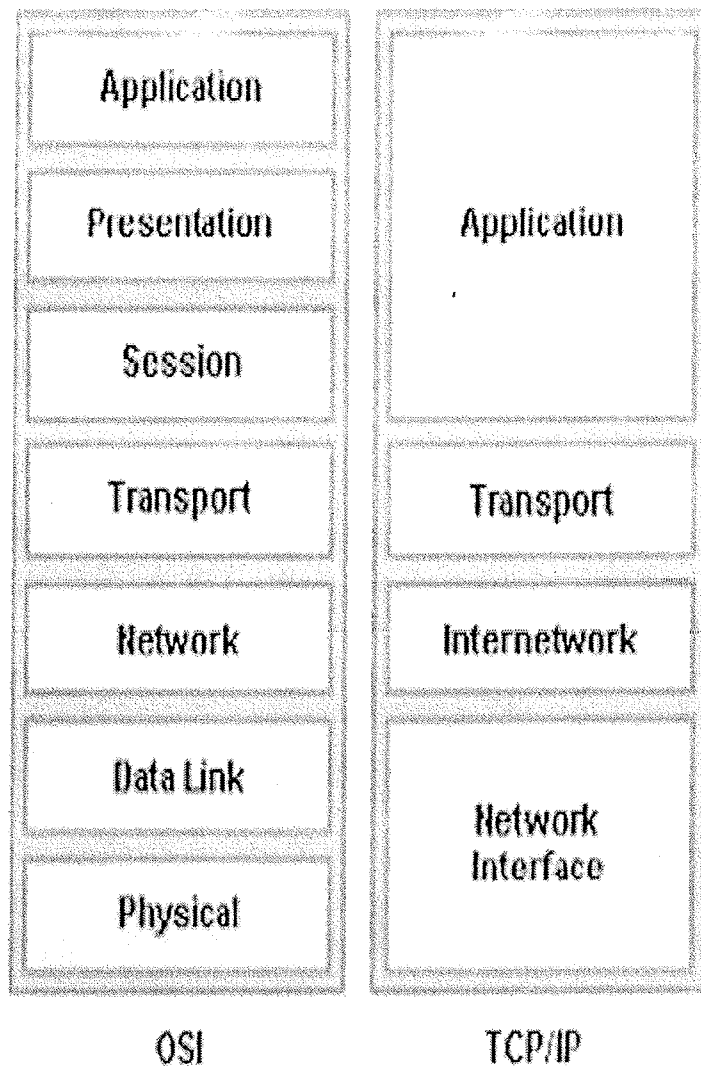 Application
Presentation
Session
Transport
Network
Data Link
Physical
OSI
Application
Transport
Internetwork
Network
Interface
TCP/IP